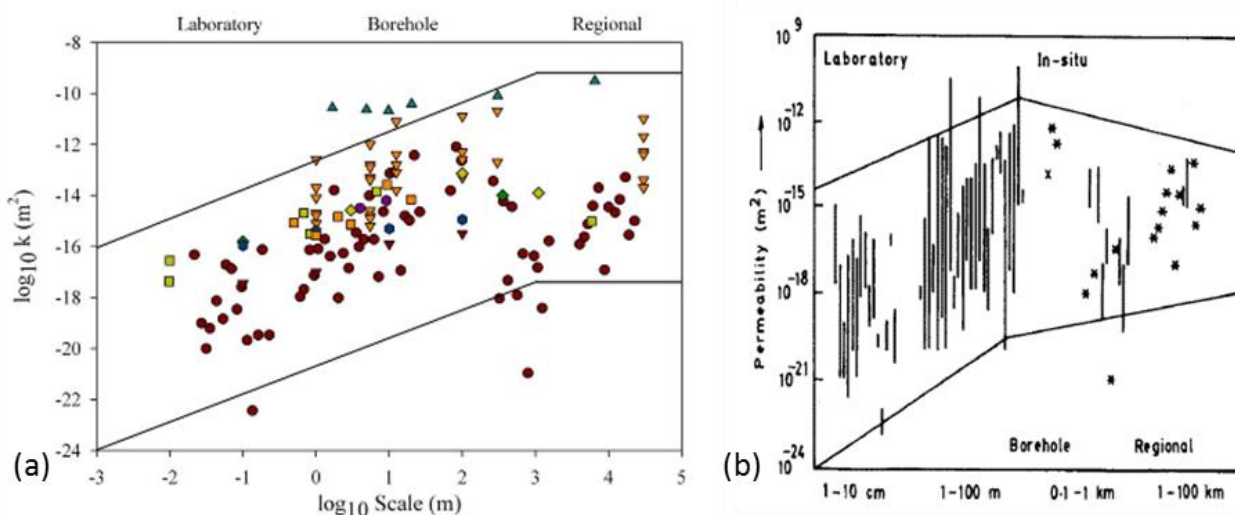 Laboratory Borehole Regional
-8
-10
-12
-14
-16
-18
-20
-22
-24
log10 k (m²)
-3 -2 -1 0 1 2 3 4 5
log10 Scale (m)
(a)
10⁹
10⁻¹²
10⁻¹⁵
10⁻¹⁸
10⁻²¹
10⁻²⁴
Permeability (m²)
Laboratory In-situ
Borehole Regional
1-10 cm 1-100 m 0·1-1 km 1-100 km
(b)